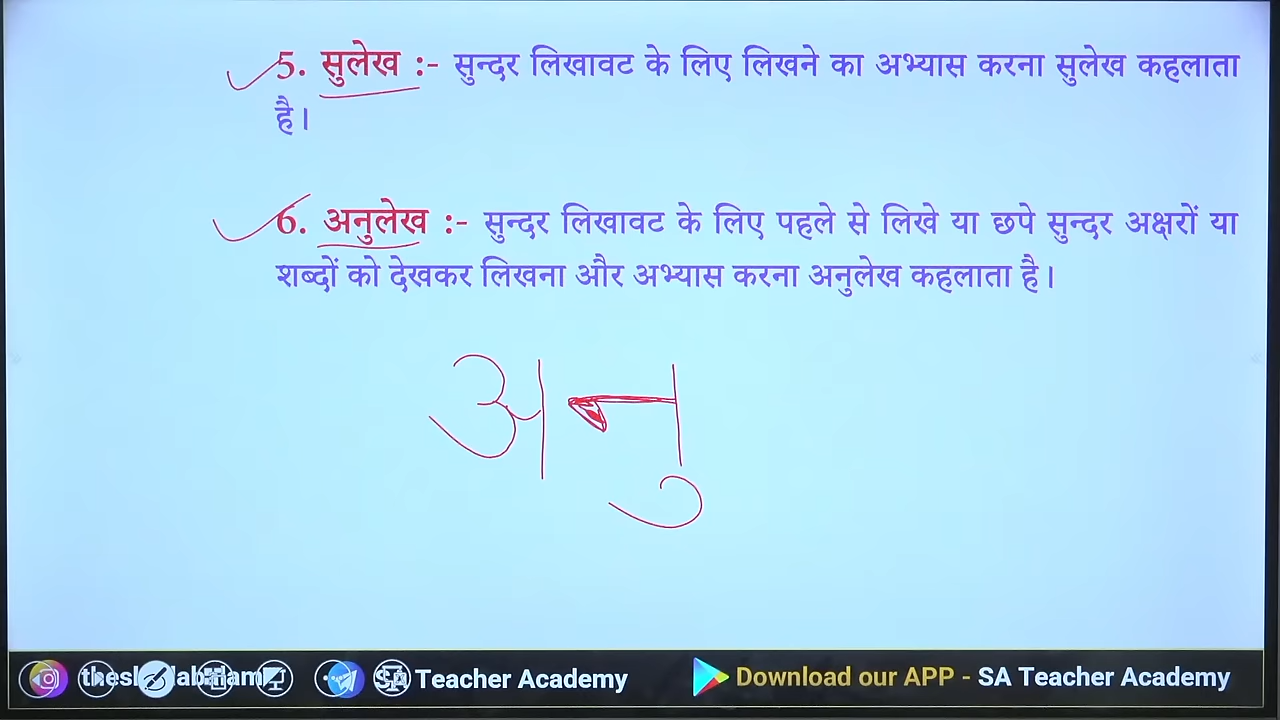 5. सुलेख :- सुन्दर लिखावट के लिए लिखने का अभ्यास करना सुलेख कहलाता
है।
6. अनुलेख :- सुन्दर लिखावट के लिए पहले से लिखे या छपे सुन्दर अक्षरों या
शब्दों को देखकर लिखना और अभ्यास करना अनुलेख कहलाता है।
अनु
SA Teacher Academy
Download our APP - SA Teacher Academy